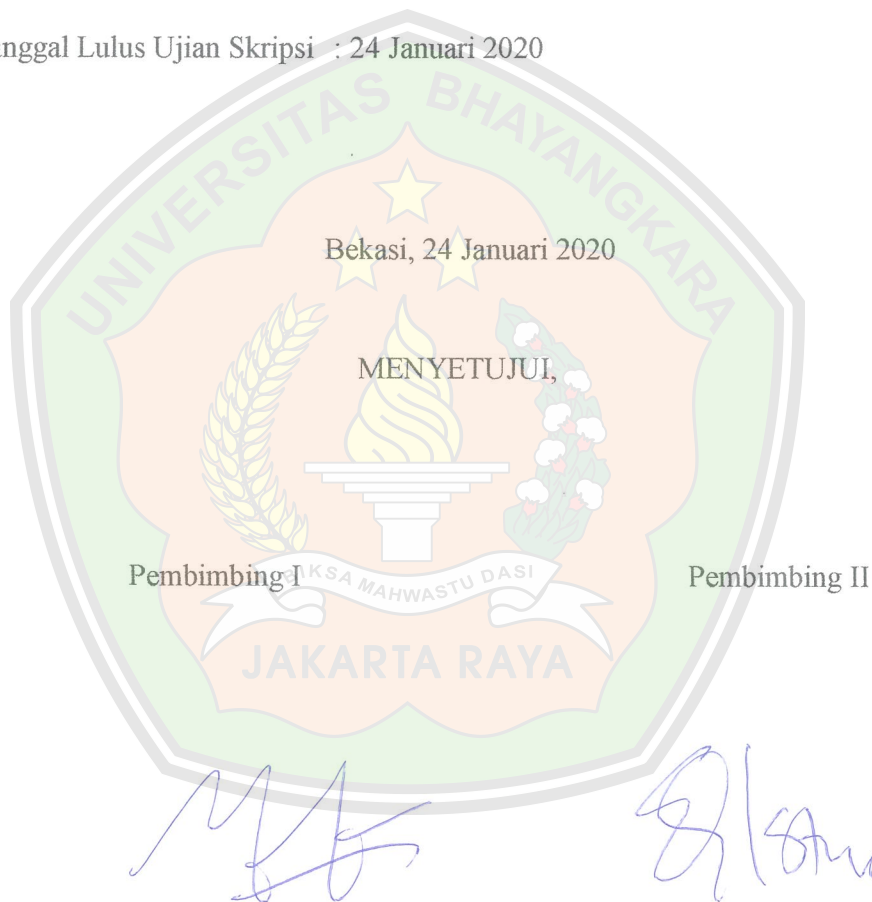 nggal Lulus Ujian Skripsi : 24 Januari 2020
UNIVERSITAS BHAYANGKARA
Bekasi, 24 Januari 2020
MENYETUJUI,
Pembimbing I
Pembimbing II
MAHWASTU DASI
JAKARTA RAYA